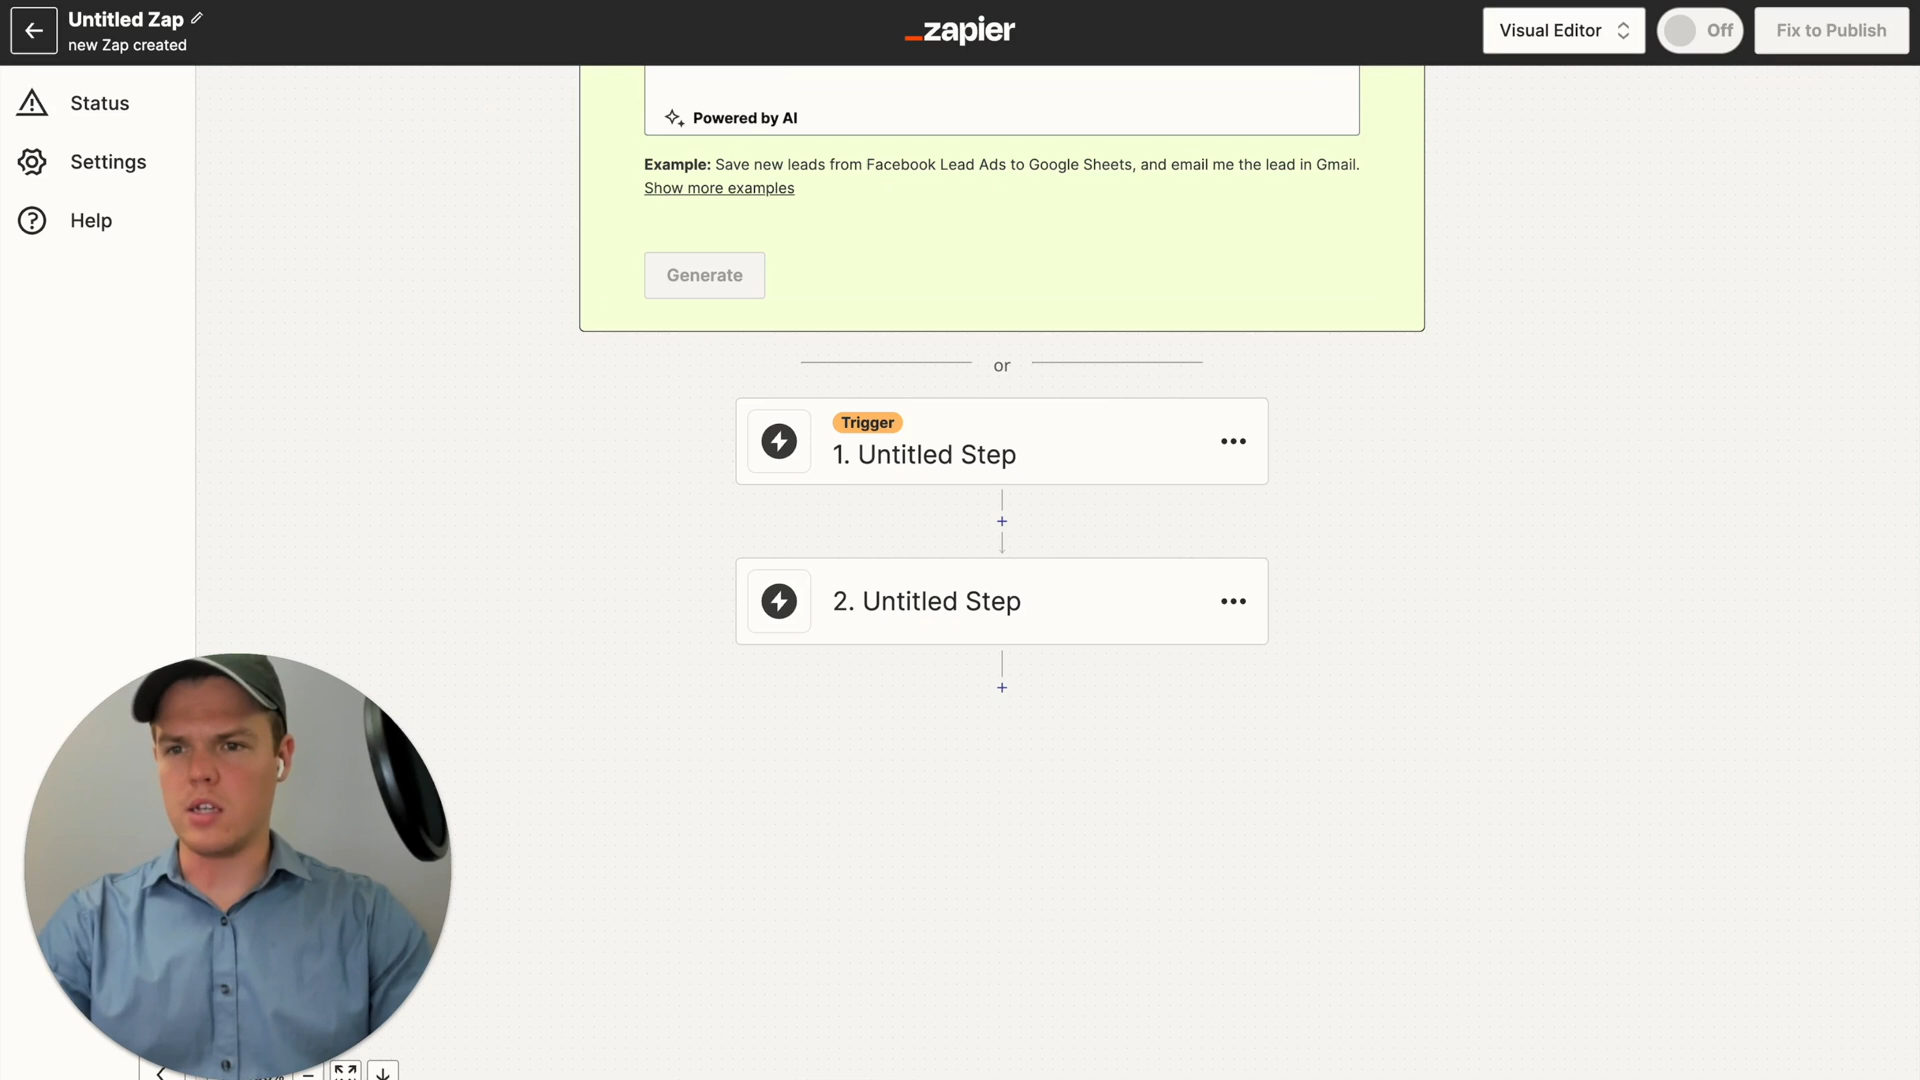 Untitled Zap
new Zap created
zapier
Visual Editor
Off
Fix to Publish
Status
Settings
Help
Powered by AI
Example: Save new leads from Facebook Lead Ads to Google Sheets, and email me the lead in Gmail.
Show more examples
Generate
or
Trigger
1. Untitled Step
2. Untitled Step